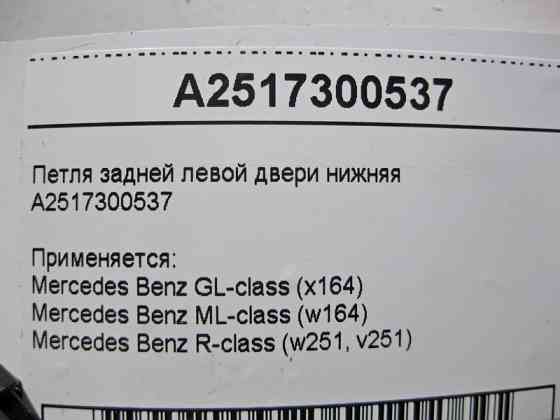 A2517300537
Петля задней левой двери нижняя
A2517300537
Применяется:
Mercedes Benz GL-class (x164)
Mercedes Benz ML-class (w164)
Mercedes Benz R-class (w251, v251)